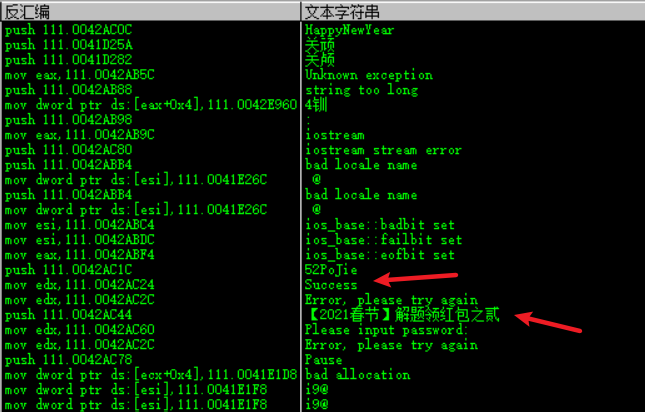 反汇编 文本字符串
push 111.0042AC0C HappyNewYear
push 111.0041D25A 关颃
push 111.0041D282 关颃
mov eax,111.0042AB5C Unknown exception
push 111.0042AB88 string too long
mov dword ptr ds:[eax+0x4],111.0042E960 4钏
push 111.0042AB98 :
mov eax,111.0042AB9C iostream
push 111.0042AC80 iostream stream error
push 111.0042ABB4 bad locale name
mov dword ptr ds:[esi],111.0041E26C @
push 111.0042ABB4 bad locale name
mov dword ptr ds:[esi],111.0041E26C @
mov esi,111.0042ABC4 ios_base::badbit set
mov esi,111.0042ABDC ios_base::failbit set
mov eax,111.0042ABF4 ios_base::eofbit set
push 111.0042AC1C 52PoJie
mov edx,111.0042AC24 Success
mov edx,111.0042AC2C Error, please try again
push 111.0042AC44 【2021春节】解题领红包之贰
mov edx,111.0042AC60 Please input password:
mov edx,111.0042AC2C Error, please try again
push 111.0042AC78 Pause
mov dword ptr ds:[ecx+0x4],111.0041E1D8 bad allocation
mov dword ptr ds:[esi],111.0041E1F8 i9@
mov dword ptr ds:[esi],111.0041E1F8 i9@